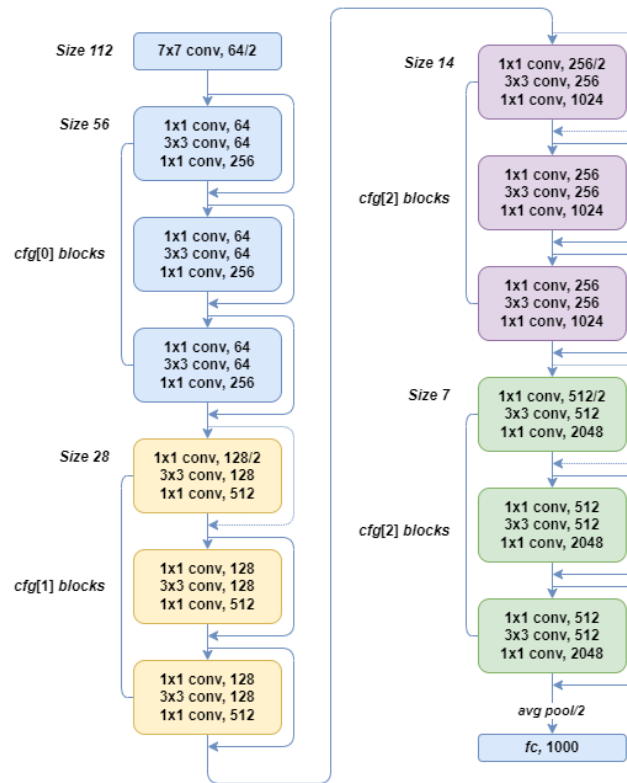 Size 112
7x7 conv, 64/2
Size 56
1x1 conv, 64
3x3 conv, 64
1x1 conv, 256
cfg[0] blocks
1x1 conv, 64
3x3 conv, 64
1x1 conv, 256
1x1 conv, 64
3x3 conv, 64
1x1 conv, 256
Size 28
1x1 conv, 128/2
3x3 conv, 128
1x1 conv, 512
cfg[1] blocks
1x1 conv, 128
3x3 conv, 128
1x1 conv, 512
1x1 conv, 128
3x3 conv, 128
1x1 conv, 512
Size 14
1x1 conv, 256/2
3x3 conv, 256
1x1 conv, 1024
cfg[2] blocks
1x1 conv, 256
3x3 conv, 256
1x1 conv, 1024
1x1 conv, 256
3x3 conv, 256
1x1 conv, 1024
Size 7
1x1 conv, 512/2
3x3 conv, 512
1x1 conv, 2048
cfg[2] blocks
1x1 conv, 512
3x3 conv, 512
1x1 conv, 2048
1x1 conv, 512
3x3 conv, 512
1x1 conv, 2048
avg pool/2
fc, 1000